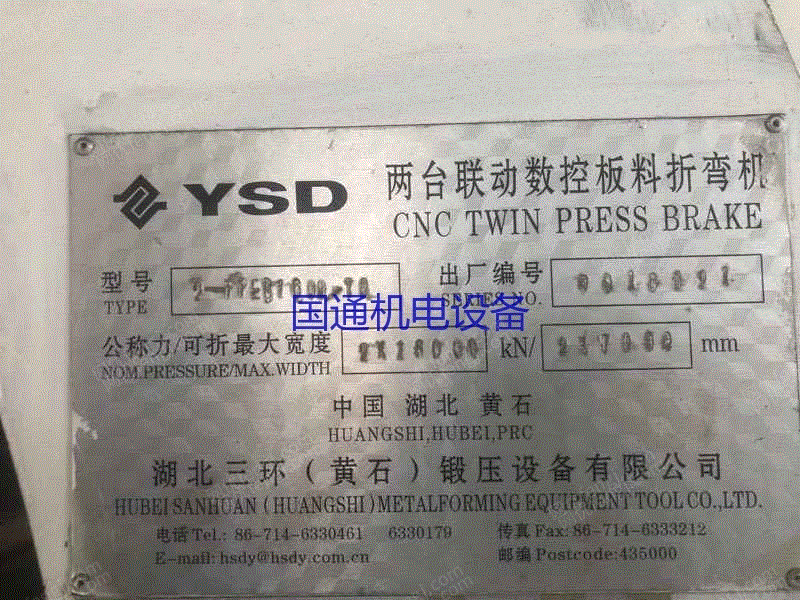 YSD 两台联动数控板料折弯机
CNC TWIN PRESS BRAKE
型号 出厂编号
TYPE SERIES NO.
国通机电设备
公称力/可折最大宽度 2X16000 kN/ 2X7000 mm
NOM.PRESSURE/MAX.WIDTH
中国 湖北 黄石
HUANGSHI,HUBEI,PRC
湖北三环(黄石)锻压设备有限公司
HUBEI SANHUAN(HUANGSHI)METALFORMING EQUIPMENT TOOL CO.,LTD.
电话Tel.: 86-714-6330461 6330179 传真Fax:86-714-6333212
E-mail: hsdy@hsdy.com.cn 邮编Postcode:435000